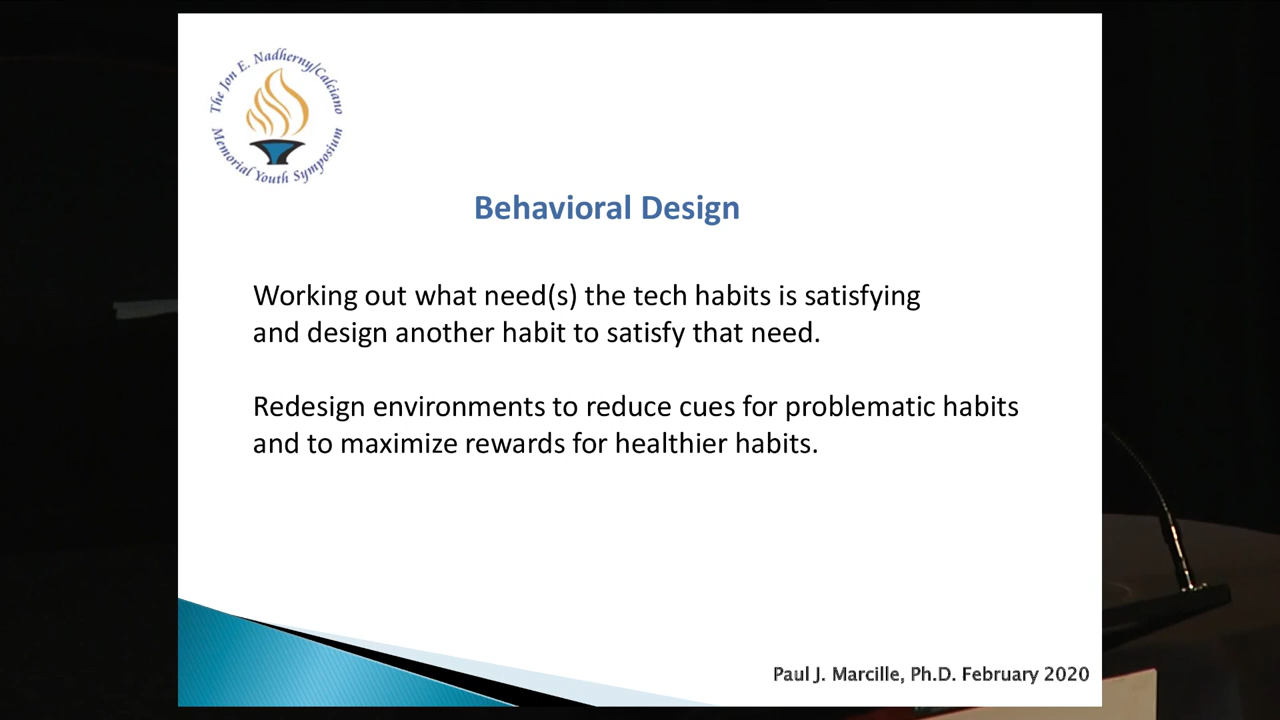 The Jon E. Nadherny/Calciano
Memorial Youth Symposium
Behavioral Design
Working out what need(s) the tech habits is satisfying
and design another habit to satisfy that need.
Redesign environments to reduce cues for problematic habits
and to maximize rewards for healthier habits.
Paul J. Marcille, Ph.D. February 2020